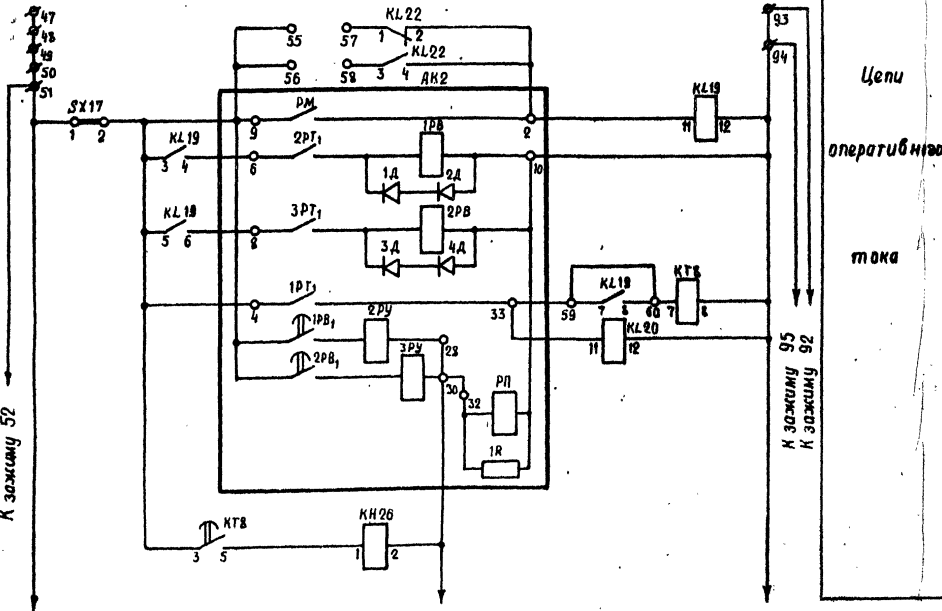 47
48
49
50
51
55 57 KL22 1 2
KL22
56 58 3 4
АК2
93
94
SX17
1 2
9 РМ 2
KL19
11 12
KL19
3 4
6 2РТ₁ 1РВ 10
1Д 2Д
KL19
5 6
8 3РТ₁ 2РВ
3Д 4Д
4 1РТ₁ 33
59 KL19 7 8 60 КТ8 7 8
KL20
11 12
1РВ₁ 2РУ 28
2РВ₁ 3РУ 30
32 РП
1R
КТ8
3 5
КН26
1 2
К зажиму 52
К зажиму 95
К зажиму 92
Цепи
оперативного
тока